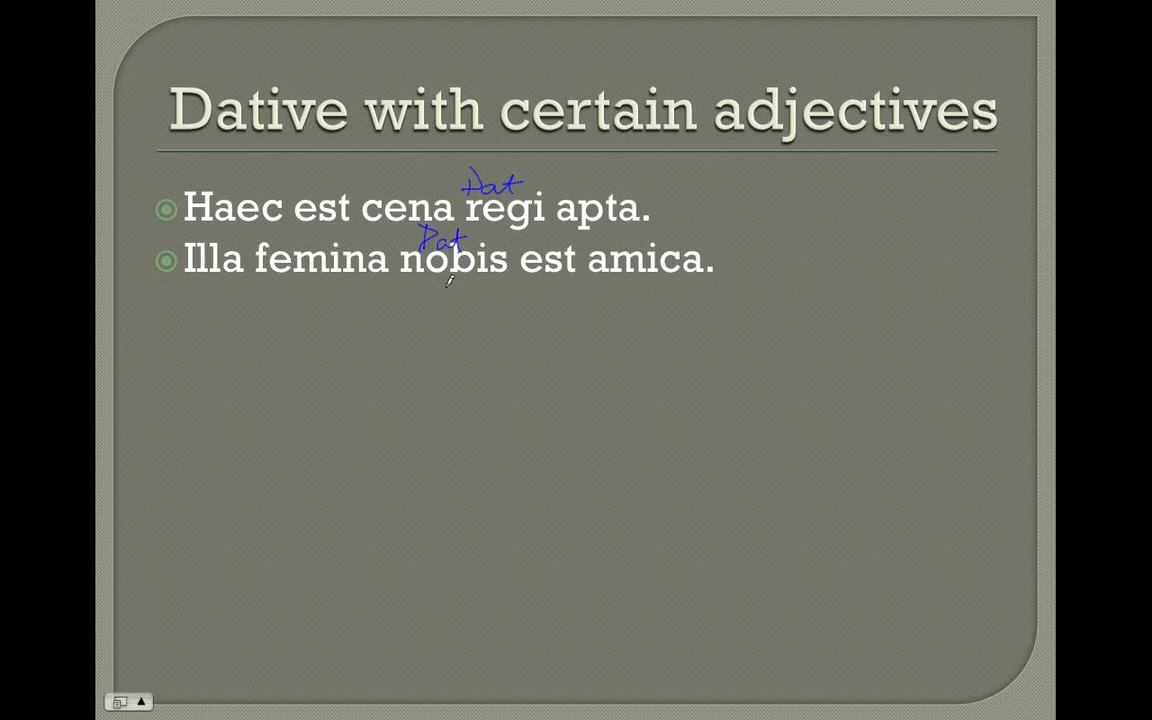 Dative with certain adjectives
Dat
Haec est cena regi apta.
Dat
Illa femina nobis est amica.